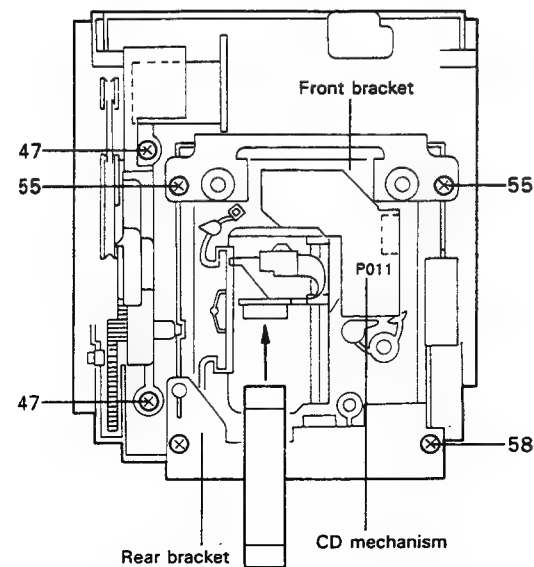 Front bracket
47
55
55
P011
47
58
Rear bracket
CD mechanism